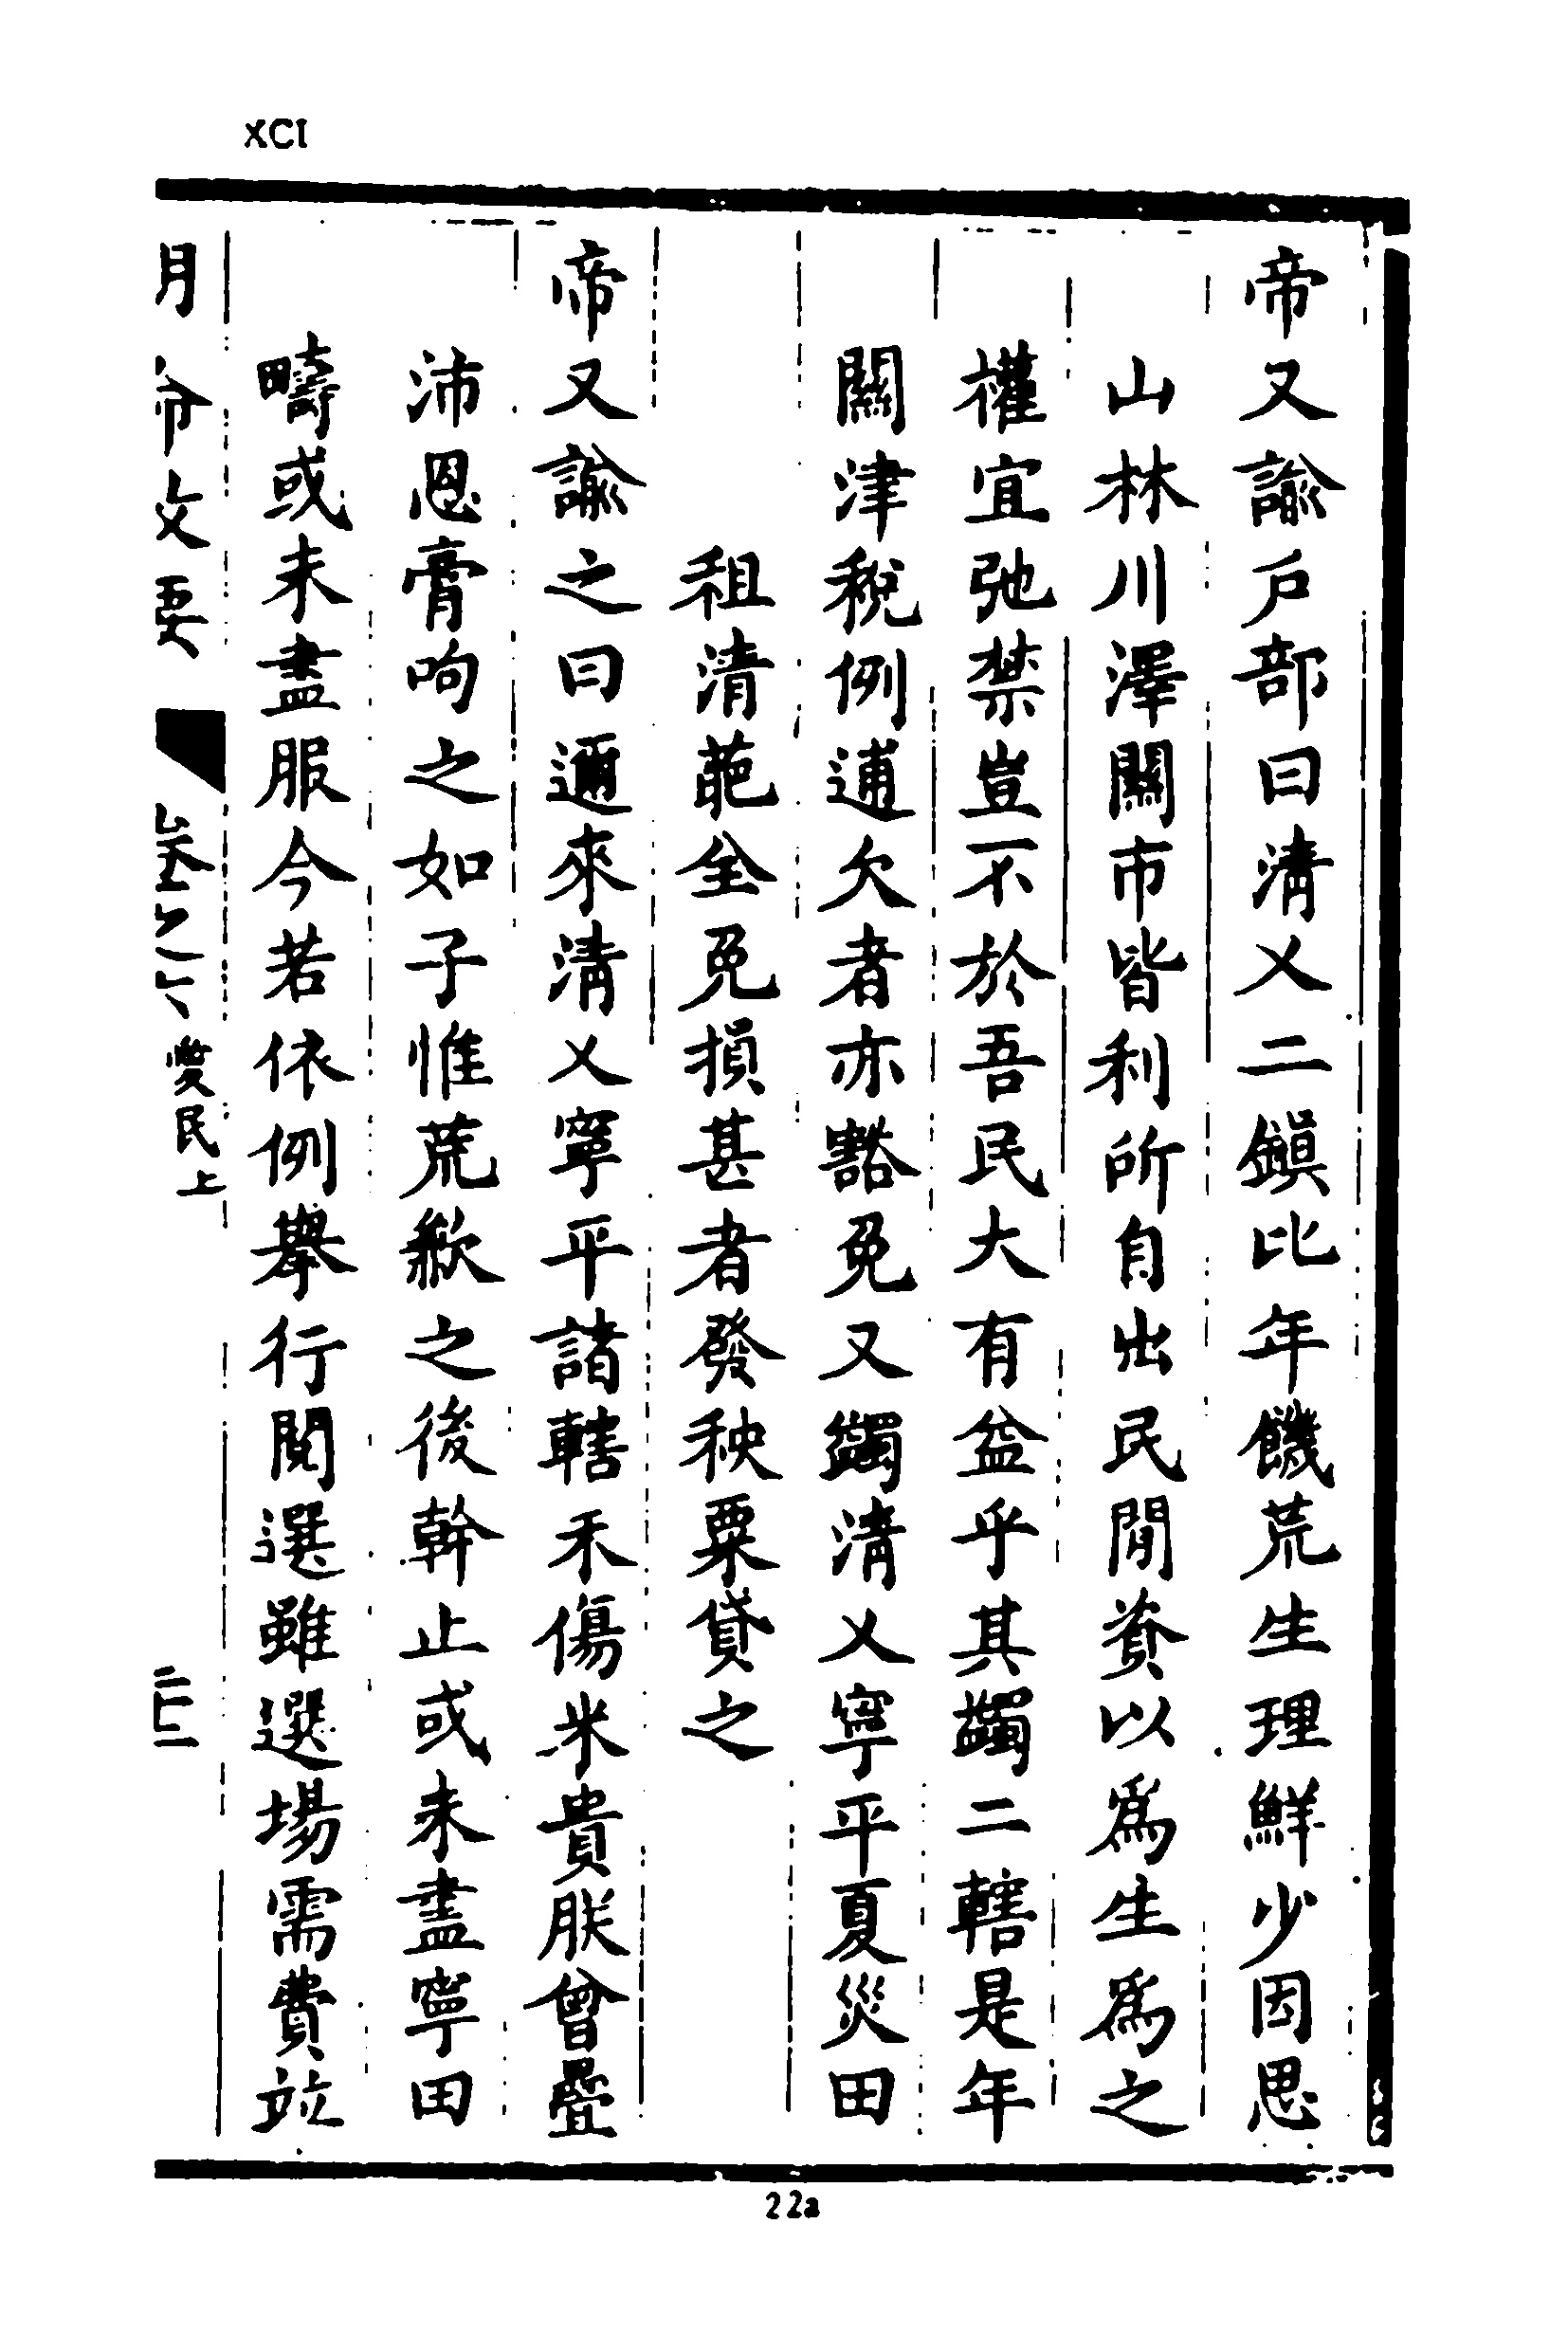 XCI
帝又諭戶部曰清乂二鎭比年饑荒生理鮮少因思
山林川澤關市皆利所自出民閒資以爲生爲之
權宜弛禁豈不於吾民大有益乎其蠲二轄是年
關津稅例逋欠者亦豁免又蠲清乂寧平夏災田
租清葩全免損甚者發秧粟貸之
帝又諭之曰邇來清乂寧平諸轄禾傷米貴朕曾疊
沛恩膏呴之如子惟荒歉之後幹止或未盡寧田
疇或未盡服今若依例舉行閱選雖選場需費竝
明命政要
卷之六
愛民上
二十二
22a